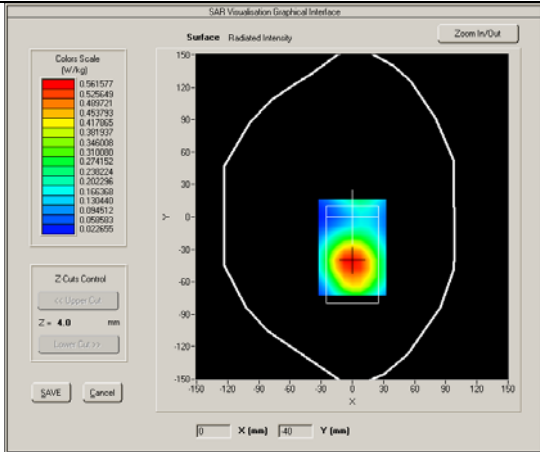 SAR Visualisation Graphical Interface
Surface Radiated Intensity
Zoom In/Out
Colors Scale
(W/kg)
0.561577
0.525649
0.489721
0.453793
0.417865
0.381937
0.346008
0.310080
0.274152
0.238224
0.202296
0.166368
0.130440
0.094512
0.058583
0.022655
150
120
90
60
30
0
-30
-60
-90
-120
-150
Y
-150 -120 -90 -60 -30 0 30 60 90 120 150
X
Z Cuts Control
<< Upper Cut
Z = 4.0 mm
Lower Cut >>
SAVE Cancel
0 X (mm) -40 Y (mm)